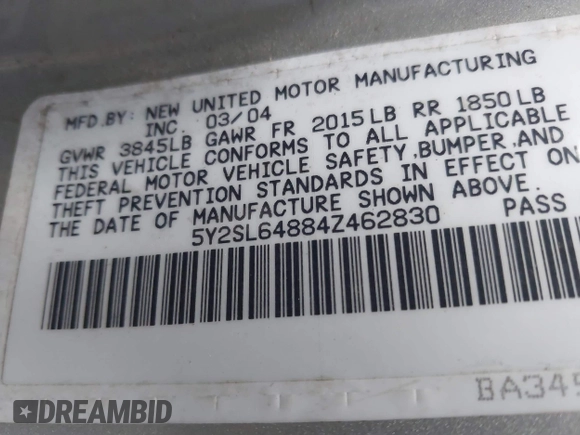 MFD.BY: NEW UNITED MOTOR MANUFACTURING
INC. 03/04
GVWR 3845LB GAWR FR 2015LB RR 1850LB
THIS VEHICLE CONFORMS TO ALL APPLICABLE
FEDERAL MOTOR VEHICLE SAFETY,BUMPER,AND
THEFT PREVENTION STANDARDS IN EFFECT ON
THE DATE OF MANUFACTURE SHOWN ABOVE.
5Y2SL64884Z462830 PASS
DREAMBID